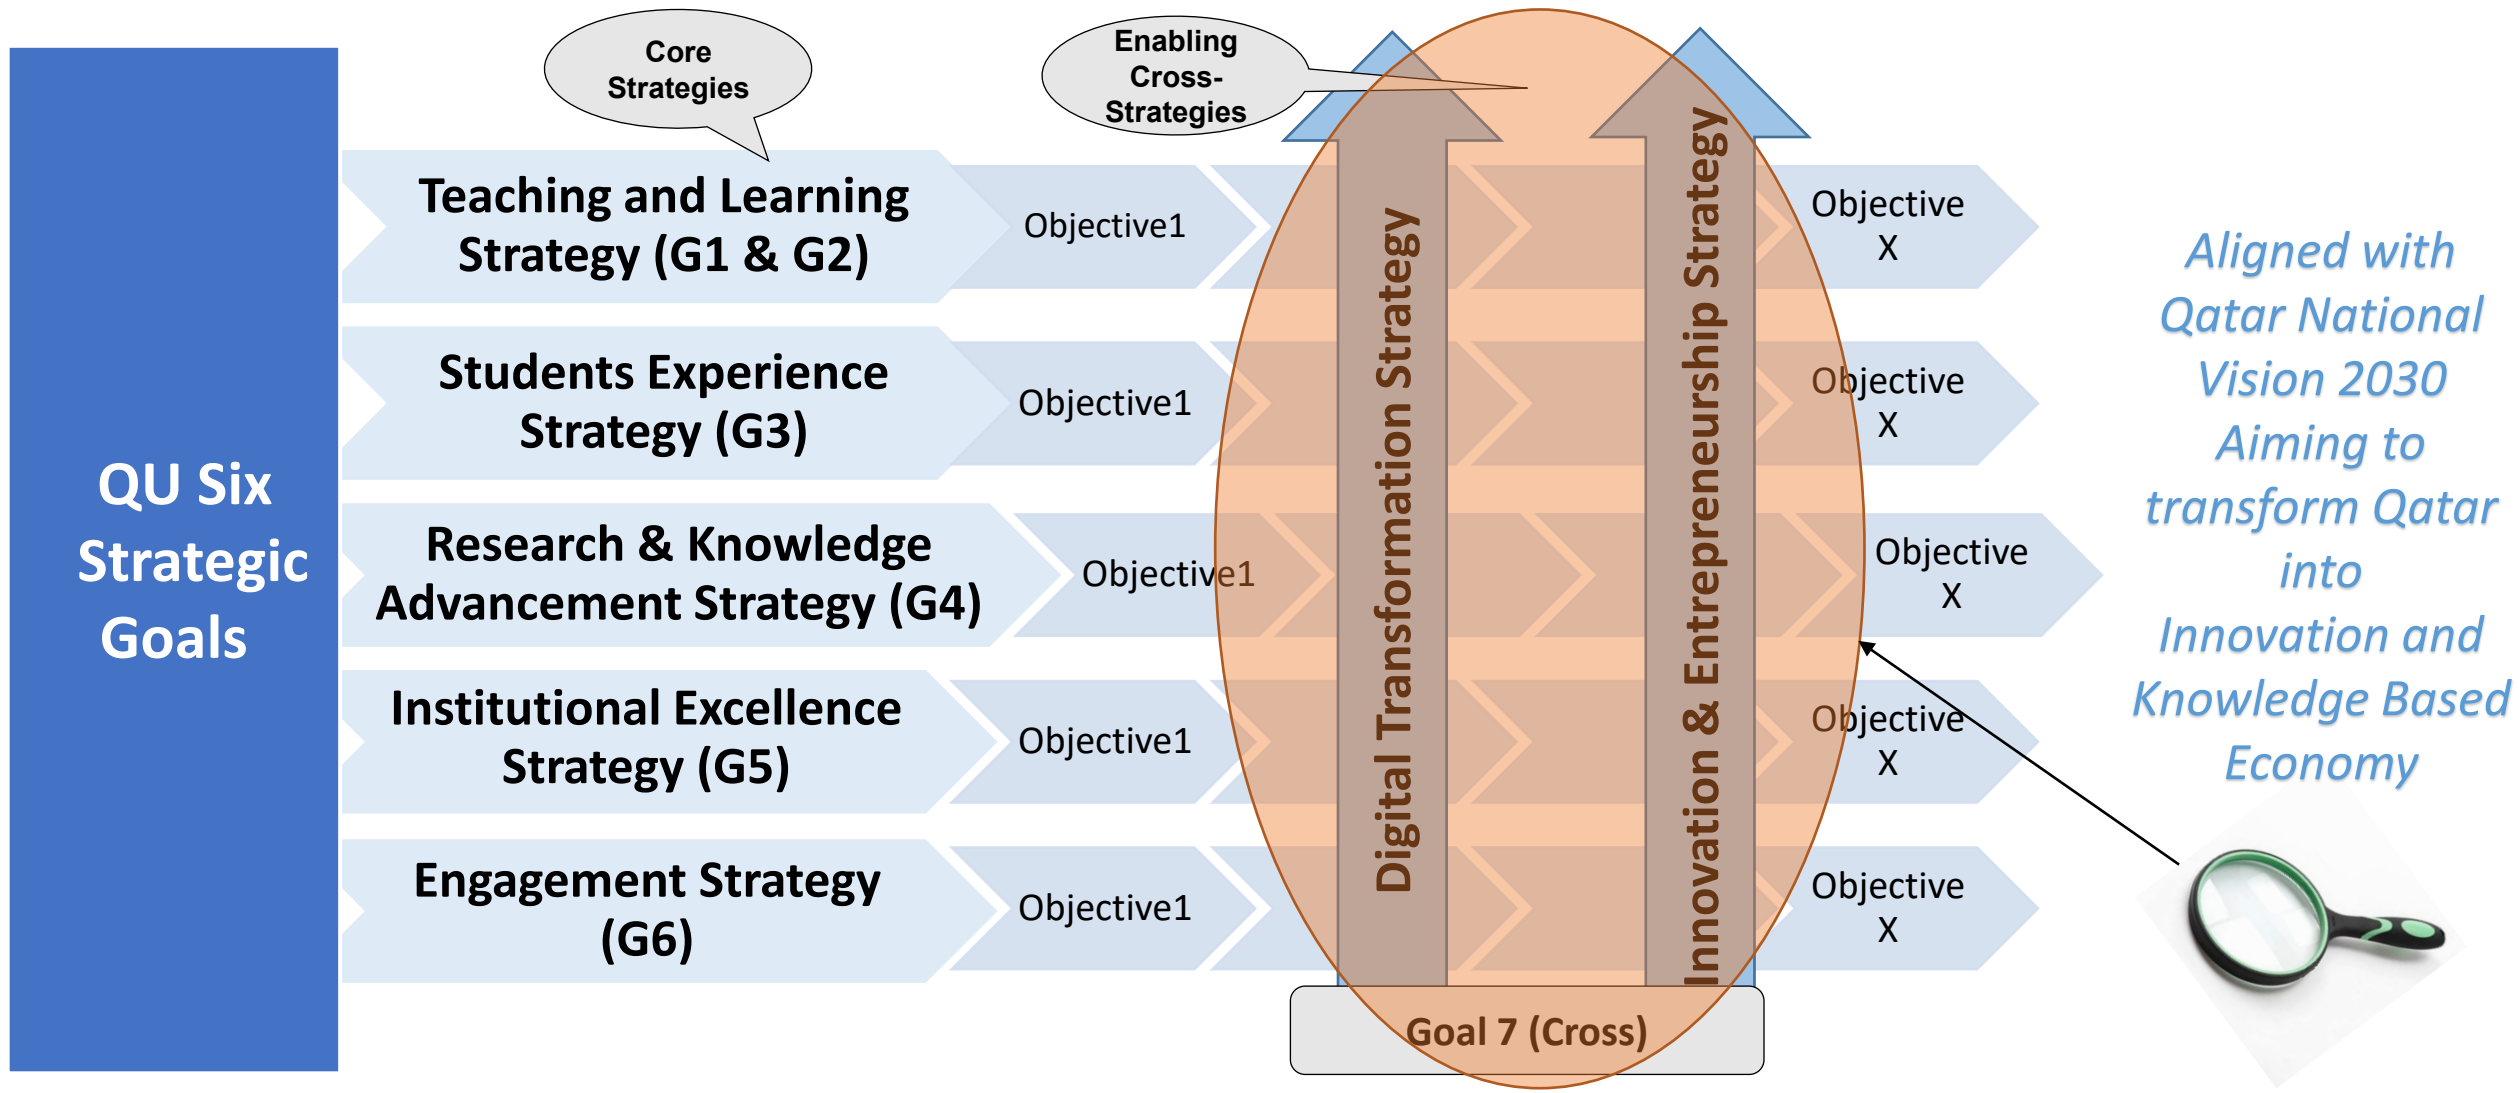 Core
Strategies
Enabling
Cross-
Strategies
QU Six
Strategic
Goals
Teaching and Learning
Strategy (G1 & G2)
Objective1
Objective
X
Students Experience
Strategy (G3)
Objective1
Objective
X
Research & Knowledge
Advancement Strategy (G4)
Objective1
Objective
X
Institutional Excellence
Strategy (G5)
Objective1
Objective
X
Engagement Strategy
(G6)
Objective1
Objective
X
Digital Transformation Strategy
Innovation & Entrepreneurship Strategy
Goal 7 (Cross)
Aligned with
Qatar National
Vision 2030
Aiming to
transform Qatar
into
Innovation and
Knowledge Based
Economy